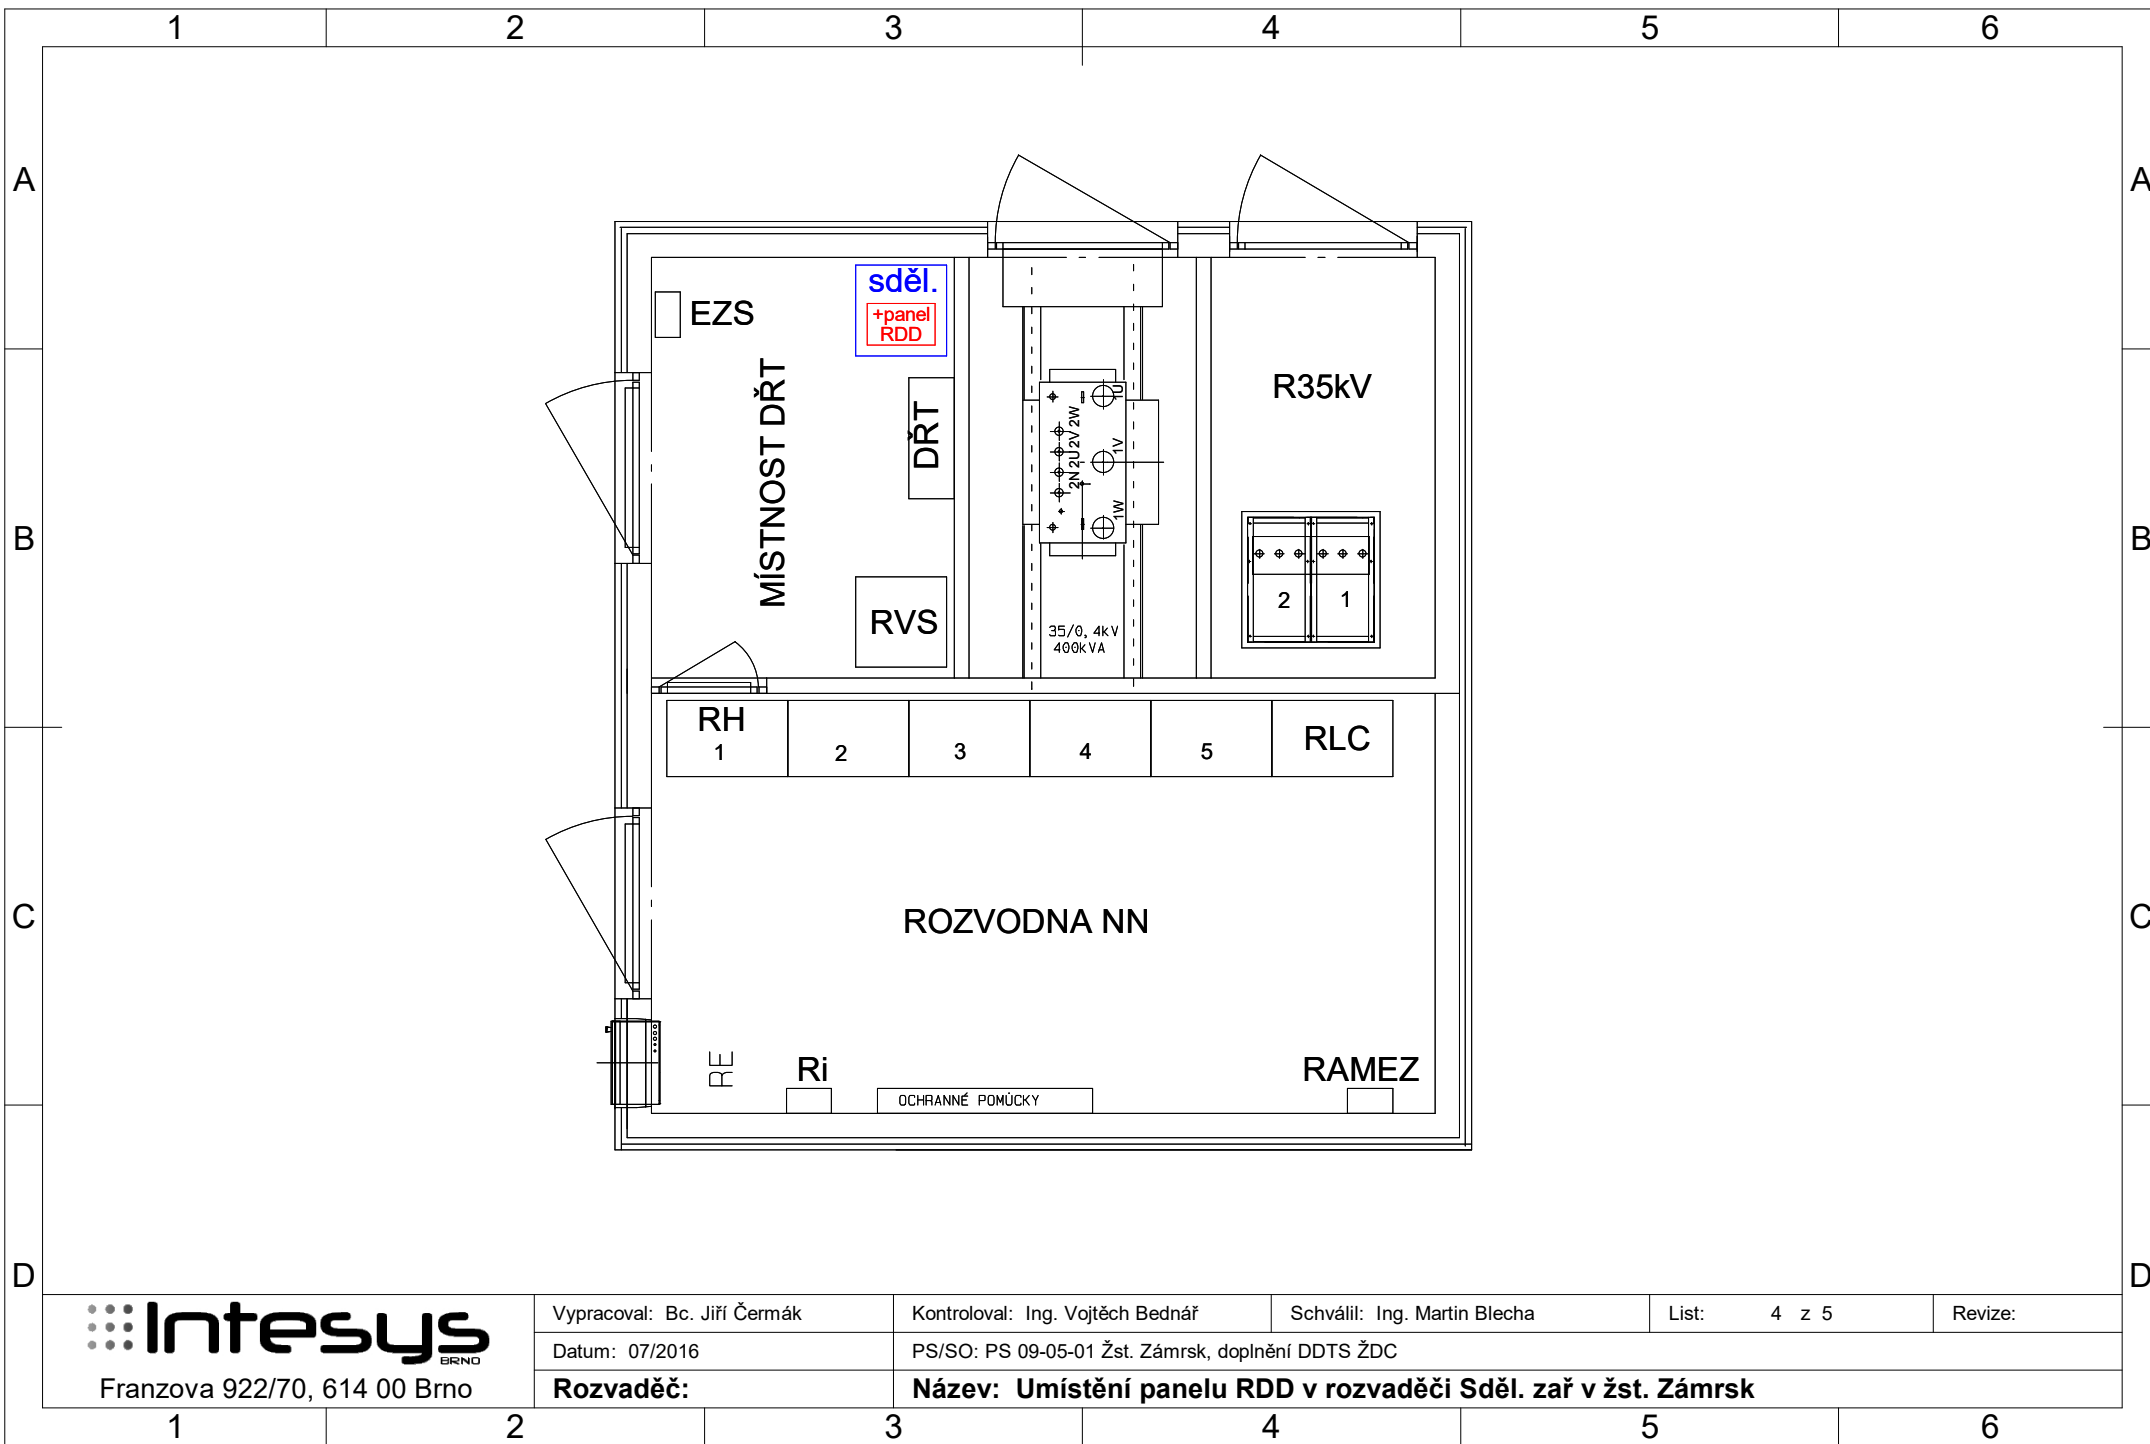 1 2 3 4 5 6
A A
sděl.
+panel
RDD
EZS
MÍSTNOST DŘT
DŘT
R35kV
1U
2N 2U 2V 2W
1V
1W
B B
2 1
RVS
35/0,4kV
400kVA
RH
1 2 3 4 5
RLC
C C
ROZVODNA NN
RE
Ri
RAMEZ
OCHRANNÉ POMŮCKY
D D
Intesys
BRNO
Franzova 922/70, 614 00 Brno
Vypracoval: Bc. Jiří Čermák
Kontroloval: Ing. Vojtěch Bednář
Schválil: Ing. Martin Blecha
List: 4 z 5
Revize:
Datum: 07/2016
PS/SO: PS 09-05-01 Žst. Zámrsk, doplnění DDTS ŽDC
Rozvaděč:
Název: Umístění panelu RDD v rozvaděči Sděl. zař v žst. Zámrsk
1 2 3 4 5 6